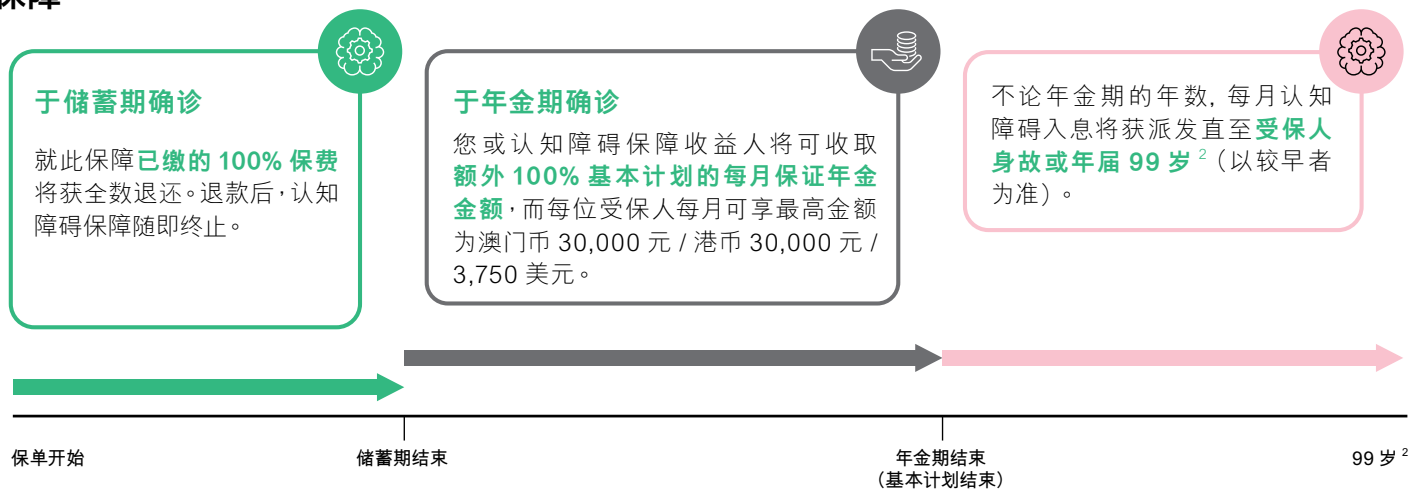 于储蓄期确诊
就此保障已缴的 100% 保费
将获全数退还。退款后,认知
障碍保障随即终止。
于年金期确诊
您或认知障碍保障收益人将可收取
额外 100% 基本计划的每月保证年金
金额,而每位受保人每月可享最高金额
为澳门币 30,000 元 / 港币 30,000 元 /
3,750 美元。
不论年金期的年数, 每月认知
障碍入息将获派发直至受保人
身故或年届 99 岁 2(以较早者
为准)。
保单开始
储蓄期结束
年金期结束
(基本计划结束)
99 岁 2